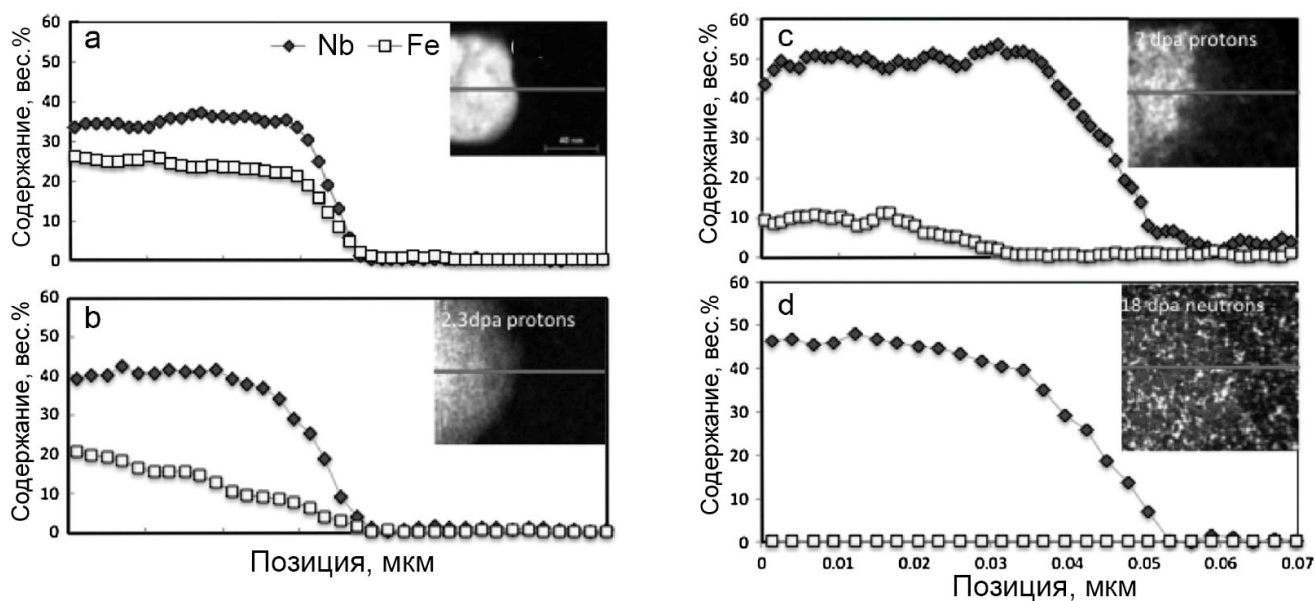 Содержание, вес.%
60
50
40
30
20
10
0
a
Nb
Fe
40 nm
Содержание, вес.%
60
50
40
30
20
10
0
b
2.3dpa protons
Позиция, мкм
Содержание, вес.%
60
50
40
30
20
10
0
c
7 dpa protons
Содержание, вес.%
60
50
40
30
20
10
0
d
18 dpa neutrons
0 0.01 0.02 0.03 0.04 0.05 0.06 0.07
Позиция, мкм